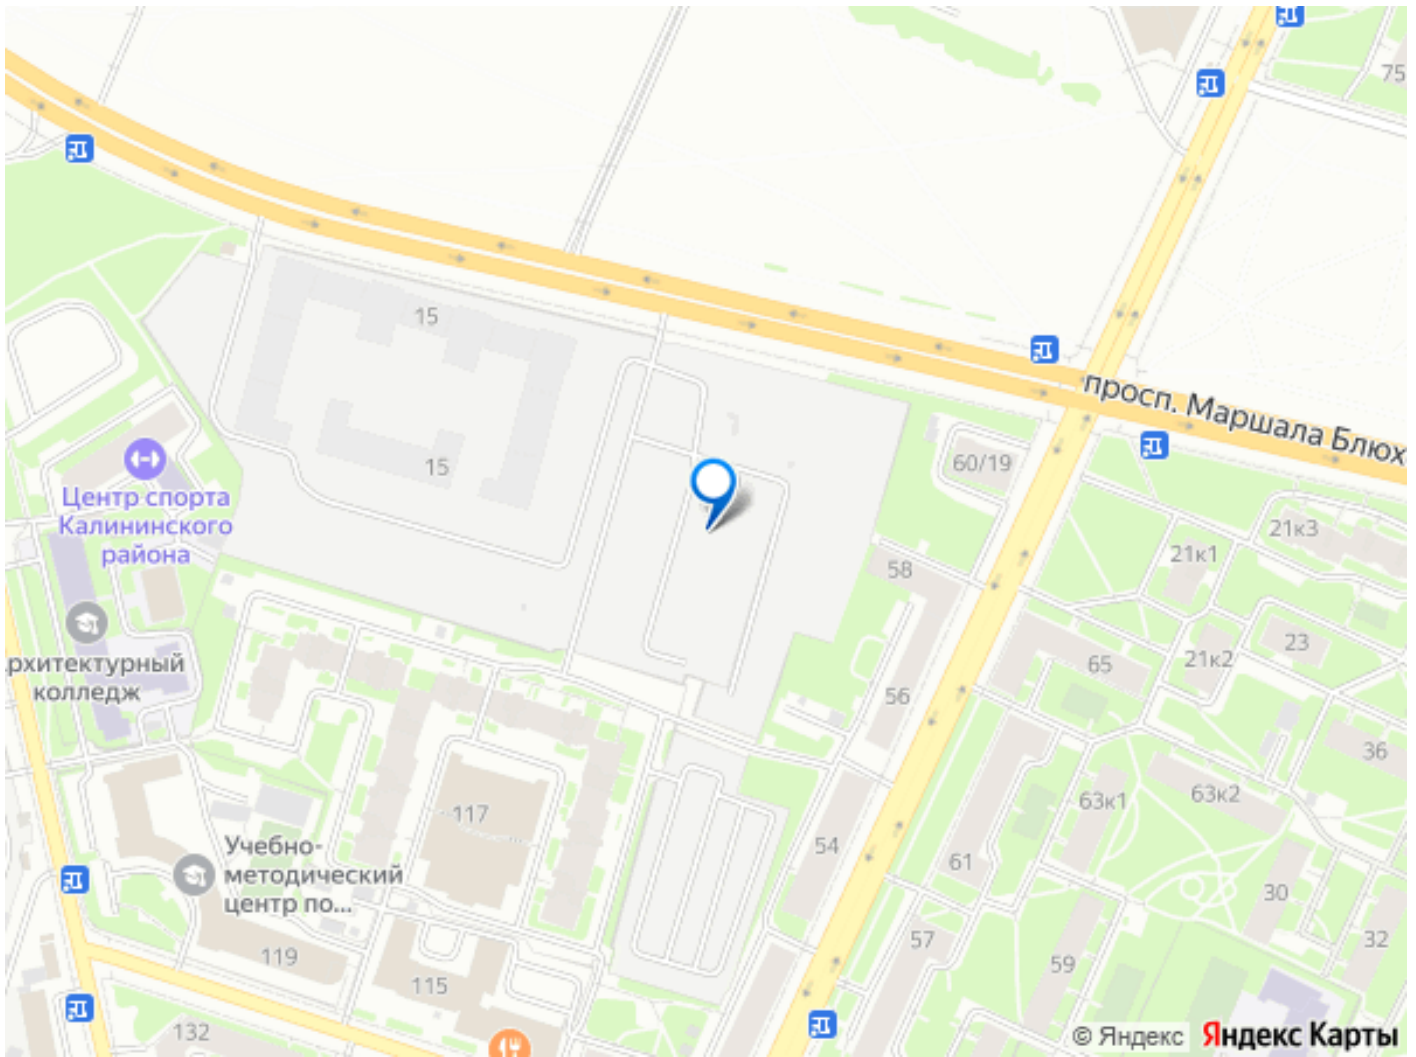 75
15
просп. Маршала Блюх
15
60/19
Центр спорта
Калининского
района
21к3
21к1
58
рхитектурный
колледж
23
21к2
65
56
36
63к2
63к1
117
54
Учебно-
методический
центр по...
61
30
57
32
119
59
115
132
© Яндекс Яндекс Карты